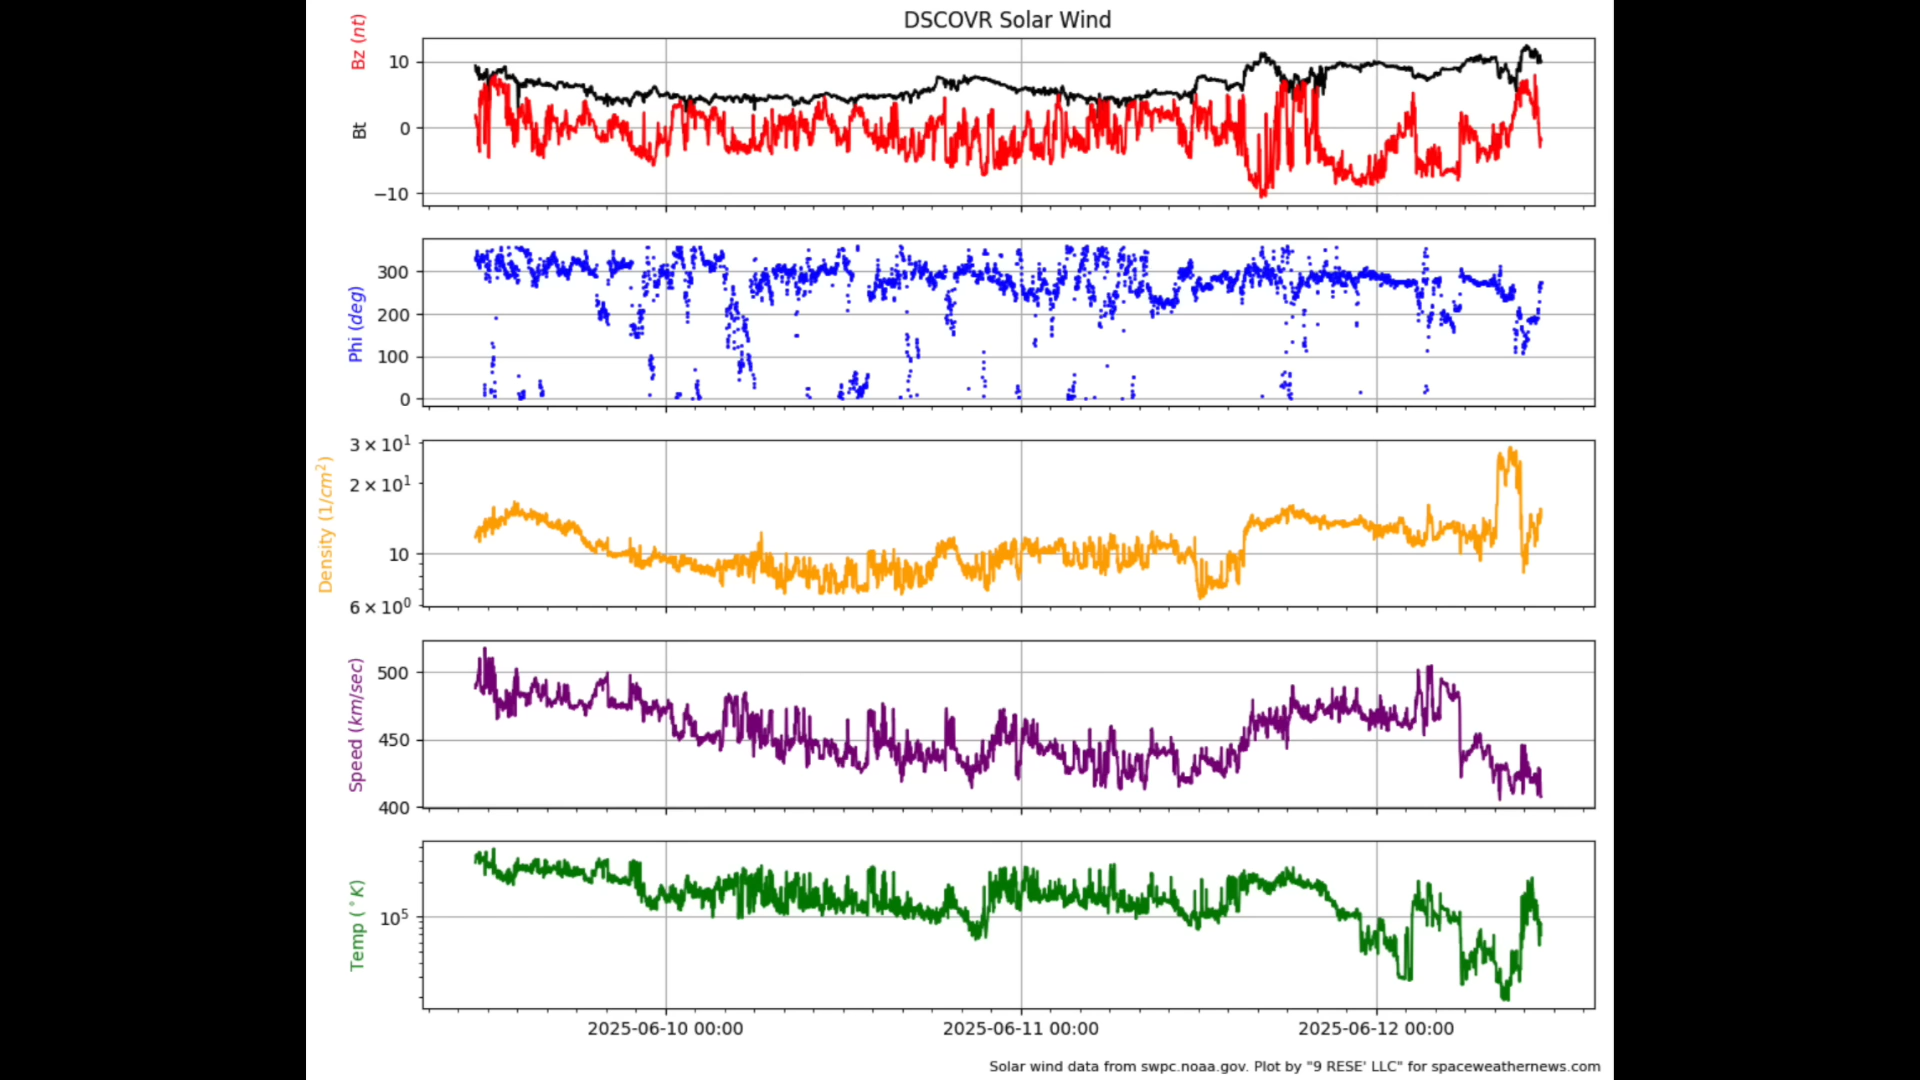 DSCOVR Solar Wind
Bz (nt)
Bt
10
0
−10
Phi (deg)
300
200
100
0
Density (1/cm²)
3 × 10¹
2 × 10¹
10
6 × 10⁰
Speed (km/sec)
500
450
400
Temp (°K)
10⁵
2025-06-10 00:00
2025-06-11 00:00
2025-06-12 00:00
Solar wind data from swpc.noaa.gov. Plot by "9 RESE' LLC" for spaceweathernews.com